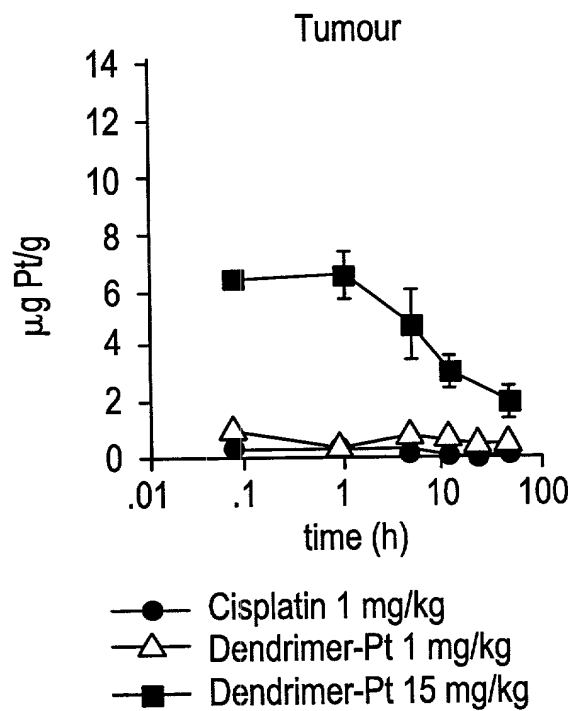 Tumour
14
12
10
8
6
4
2
0
µg Pt/g
.01 .1 1 10 100
time (h)
Cisplatin 1 mg/kg
Dendrimer-Pt 1 mg/kg
Dendrimer-Pt 15 mg/kg